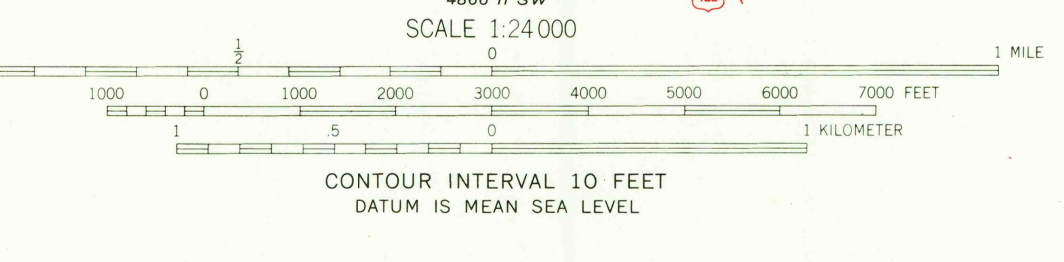 SCALE 1:24 000
1/2 0 1 MILE
1000 0 1000 2000 3000 4000 5000 6000 7000 FEET
1 .5 0 1 KILOMETER
CONTOUR INTERVAL 10 FEET
DATUM IS MEAN SEA LEVEL